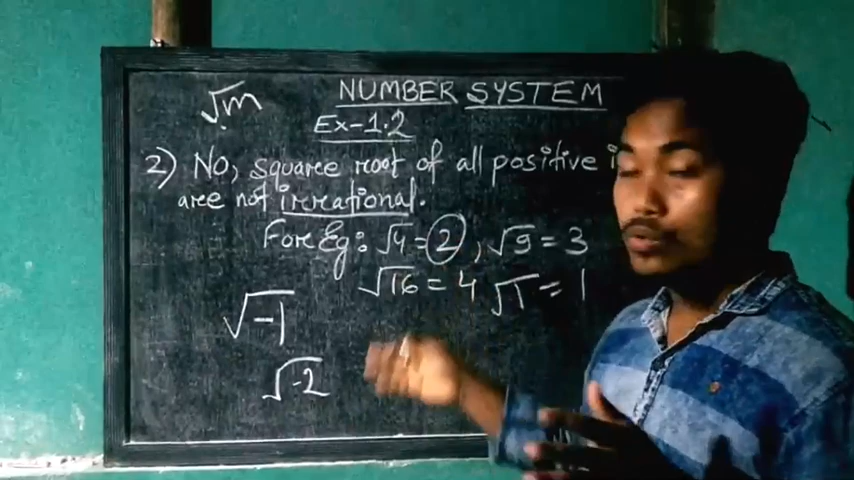 √m NUMBER SYSTEM
Ex-1.2
2) No, square root of all positive
are not irrational.
For Eg: √4 = 2, √9 = 3
√16 = 4 √1 = 1
√-1
√-2